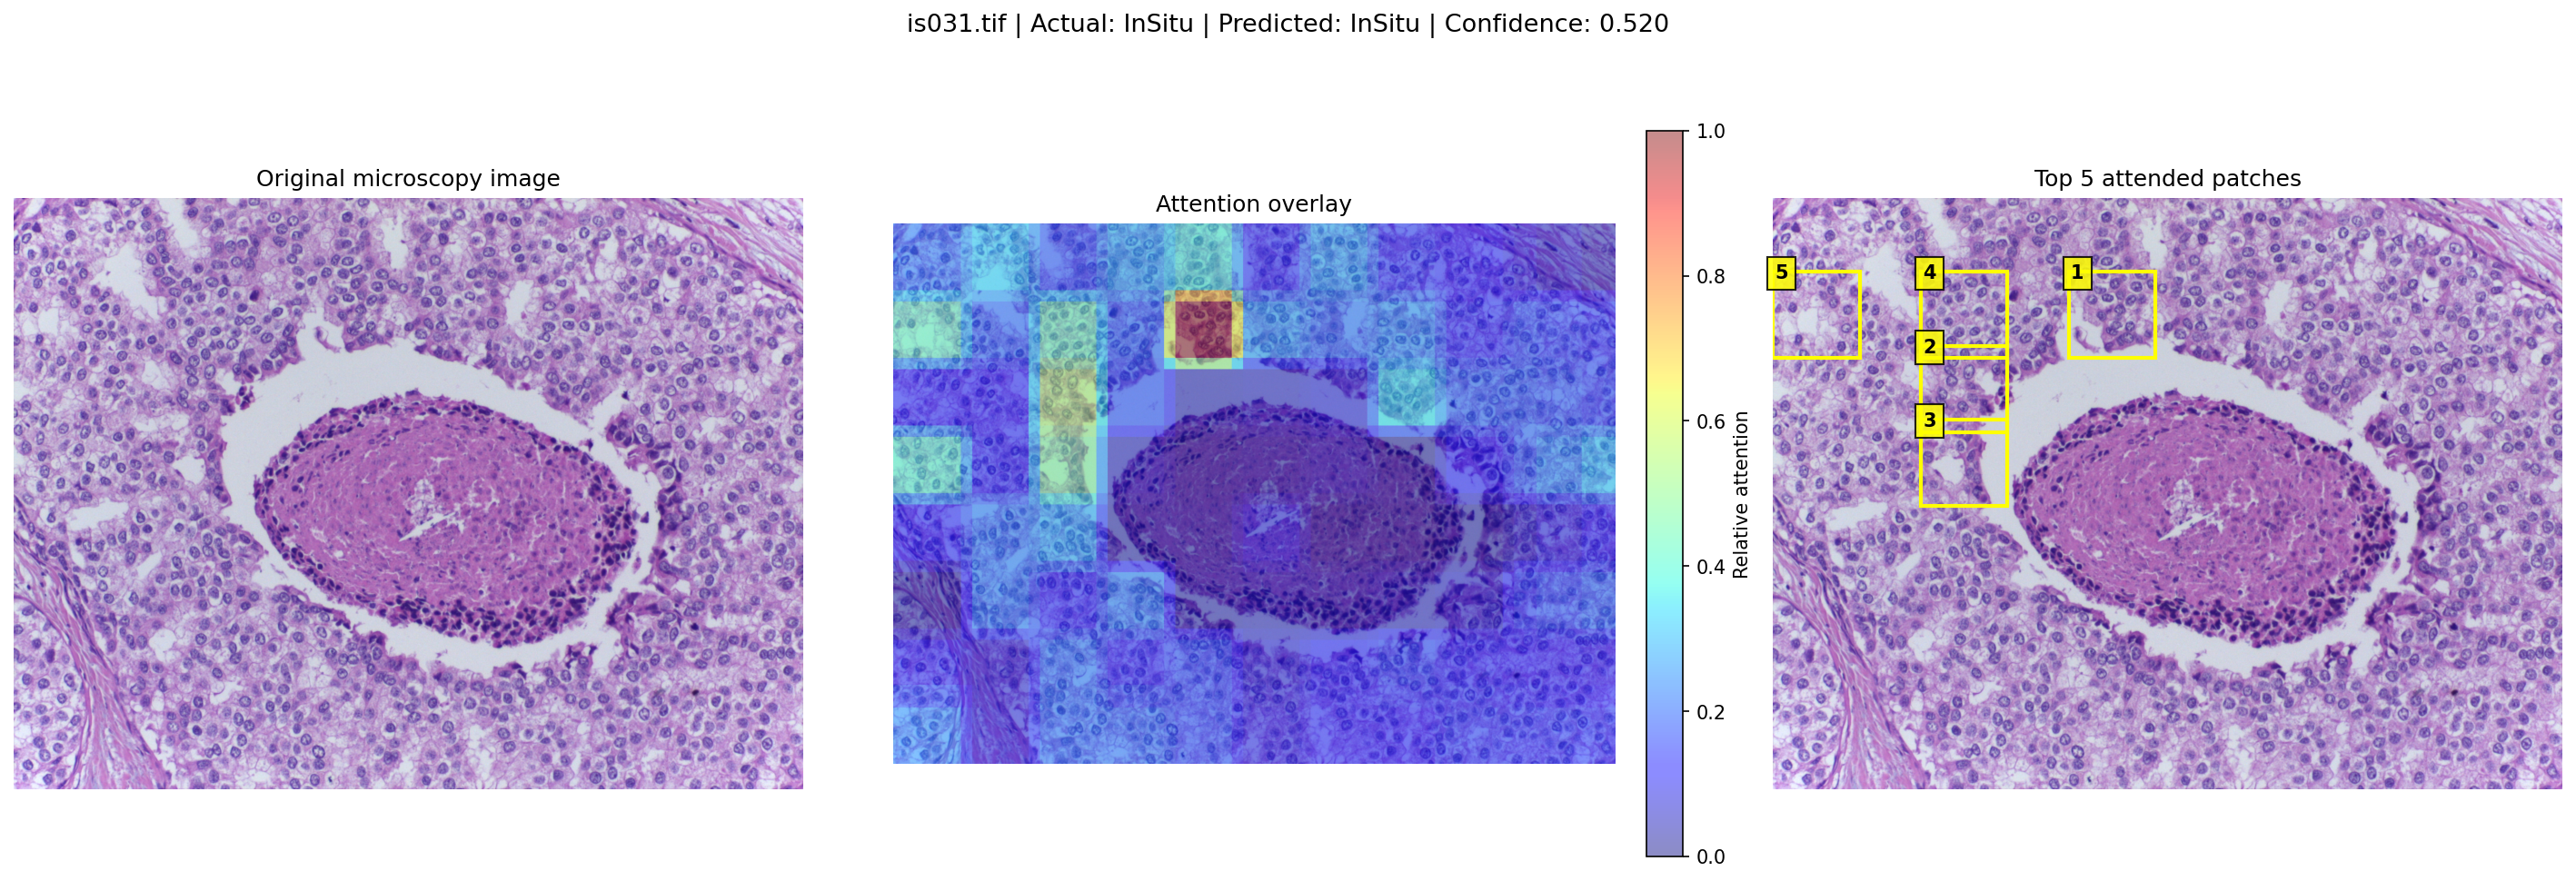 is031.tif | Actual: InSitu | Predicted: InSitu | Confidence: 0.520
Original microscopy image
Attention overlay
1.0
0.8
0.6
0.4
0.2
0.0
Relative attention
Top 5 attended patches
5
4
1
2
3